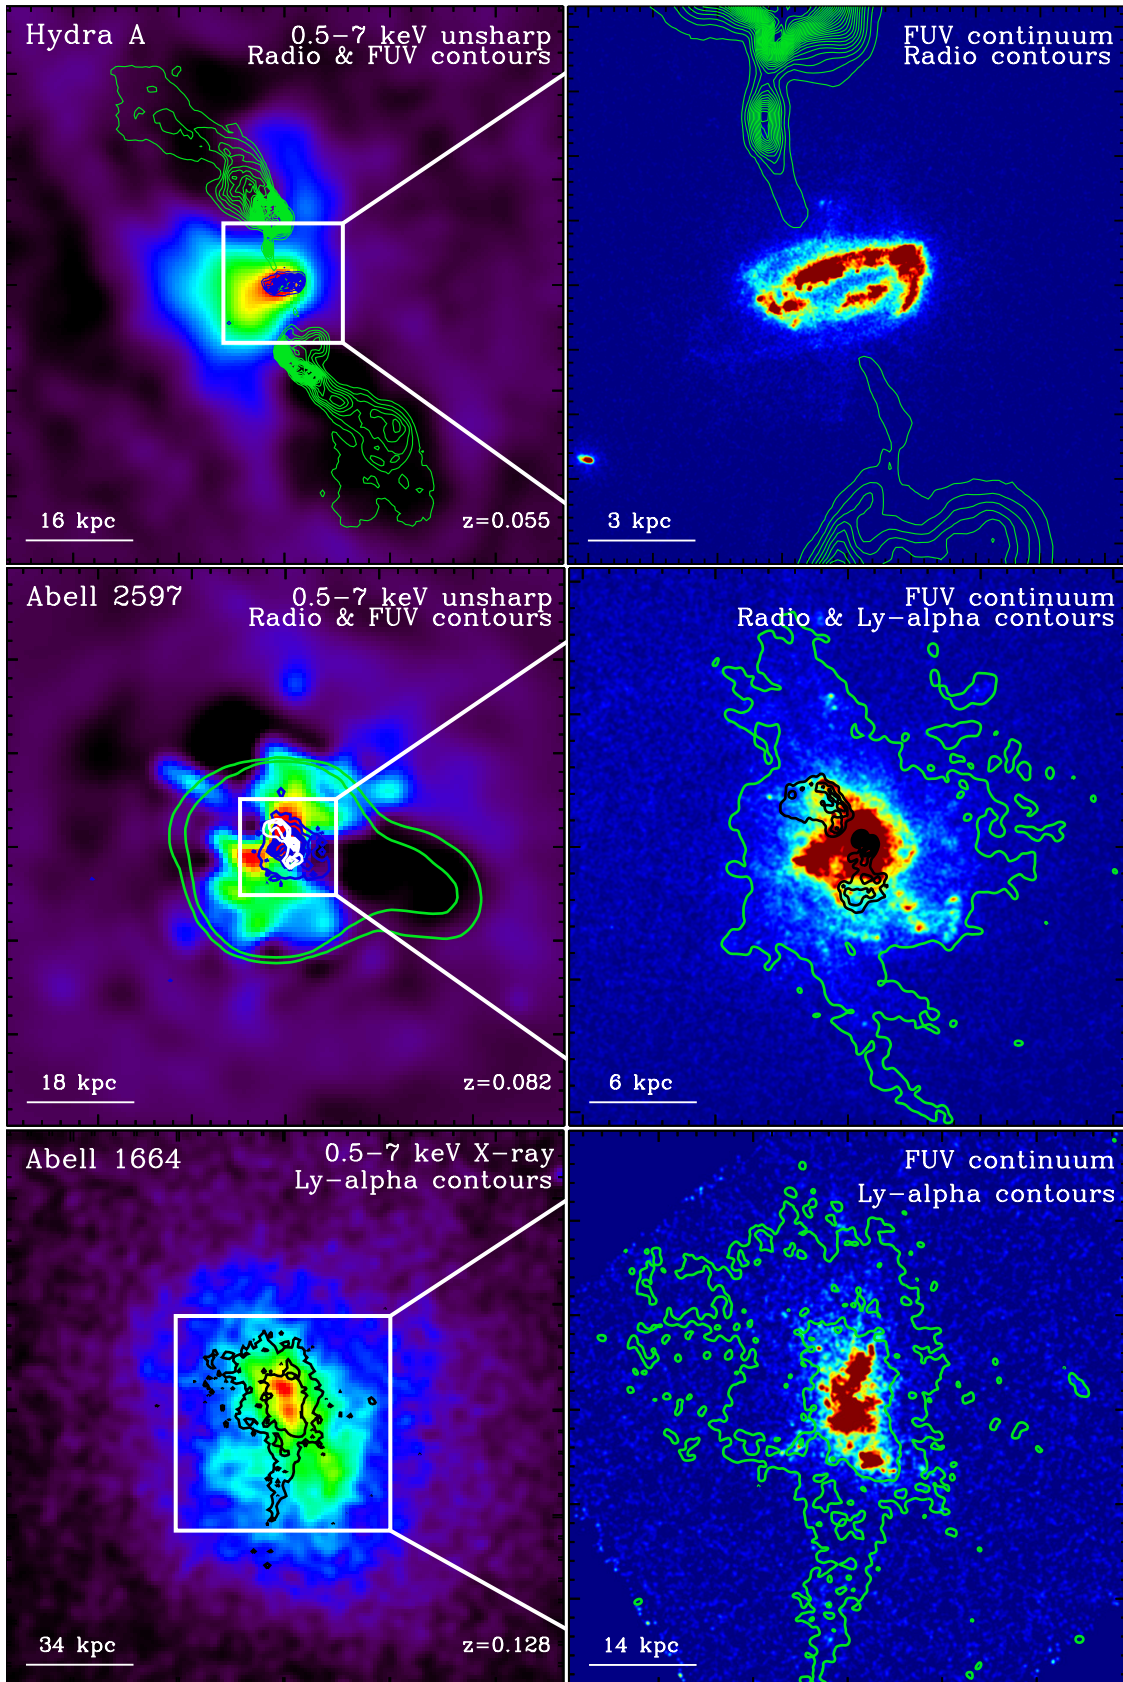 Hydra A
0.5-7 keV unsharp
Radio & FUV contours
16 kpc
z=0.055
FUV continuum
Radio contours
3 kpc
Abell 2597
0.5-7 keV unsharp
Radio & FUV contours
18 kpc
z=0.082
FUV continuum
Radio & Ly-alpha contours
6 kpc
Abell 1664
0.5-7 keV X-ray
Ly-alpha contours
34 kpc
z=0.128
FUV continuum
Ly-alpha contours
14 kpc